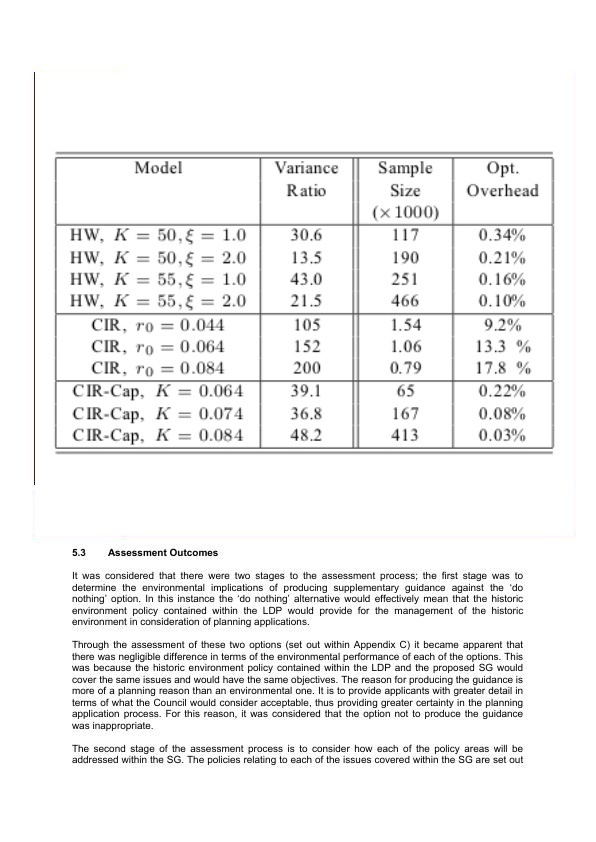 Model Variance Sample Opt.
Ratio Size Overhead
(×1000)
HW, K = 50, ξ = 1.0 30.6 117 0.34%
HW, K = 50, ξ = 2.0 13.5 190 0.21%
HW, K = 55, ξ = 1.0 43.0 251 0.16%
HW, K = 55, ξ = 2.0 21.5 466 0.10%
CIR, r0 = 0.044 105 1.54 9.2%
CIR, r0 = 0.064 152 1.06 13.3 %
CIR, r0 = 0.084 200 0.79 17.8 %
CIR-Cap, K = 0.064 39.1 65 0.22%
CIR-Cap, K = 0.074 36.8 167 0.08%
CIR-Cap, K = 0.084 48.2 413 0.03%
5.3 Assessment Outcomes
It was considered that there were two stages to the assessment process; the first stage was to
determine the environmental implications of producing supplementary guidance against the ‘do
nothing’ option. In this instance the ‘do nothing’ alternative would effectively mean that the historic
environment policy contained within the LDP would provide for the management of the historic
environment in consideration of planning applications.
Through the assessment of these two options (set out within Appendix C) it became apparent that
there was negligible difference in terms of the environmental performance of each of the options. This
was because the historic environment policy contained within the LDP and the proposed SG would
cover the same issues and would have the same objectives. The reason for producing the guidance is
more of a planning reason than an environmental one. It is to provide applicants with greater detail in
terms of what the Council would consider acceptable, thus providing greater certainty in the planning
application process. For this reason, it was considered that the option not to produce the guidance
was inappropriate.
The second stage of the assessment process is to consider how each of the policy areas will be
addressed within the SG. The policies relating to each of the issues covered within the SG are set out